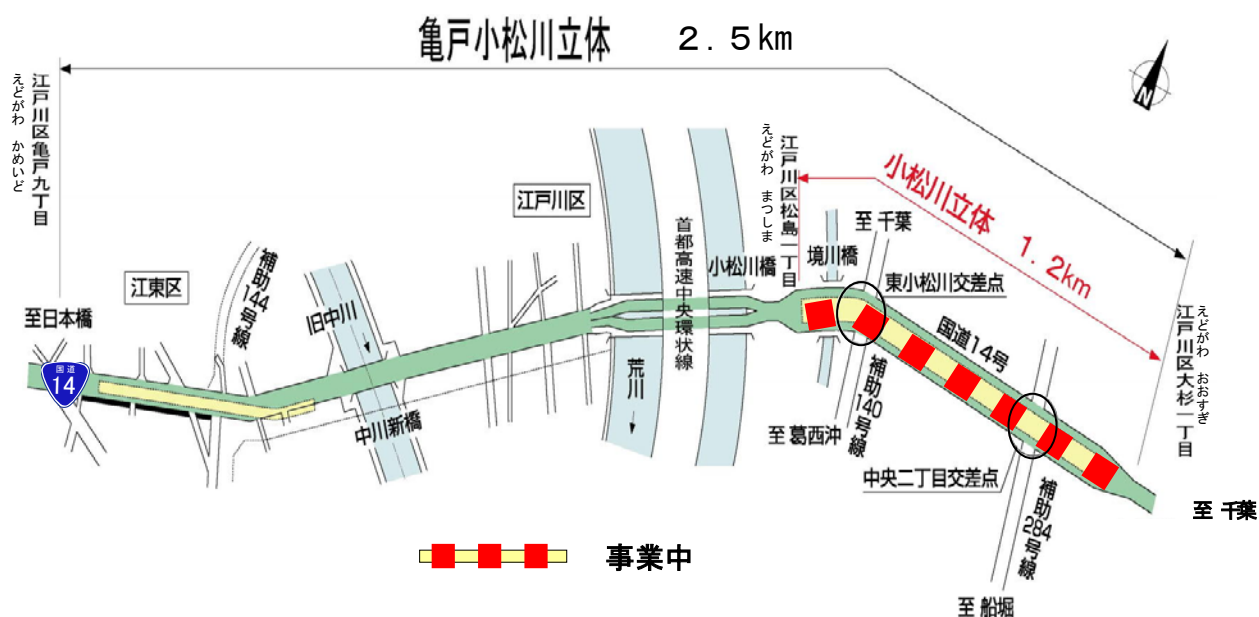 亀戸小松川立体 2.5km
江戸川区亀戸九丁目
えどがわ かめいど
江戸川区
江戸川区松島一丁目
えどがわ まつしま
小松川立体 1.2km
至 千葉
境川橋
東小松川交差点
首都高速中央環状線
小松川橋
江東区
補助144号線
旧中川
至日本橋
国道
14
国道14号
江戸川区大杉一丁目
えどがわ おおすぎ
荒川
中川新橋
補助140号線
至 葛西沖
中央二丁目交差点
補助284号線
至 千葉
至 船堀
事業中
N